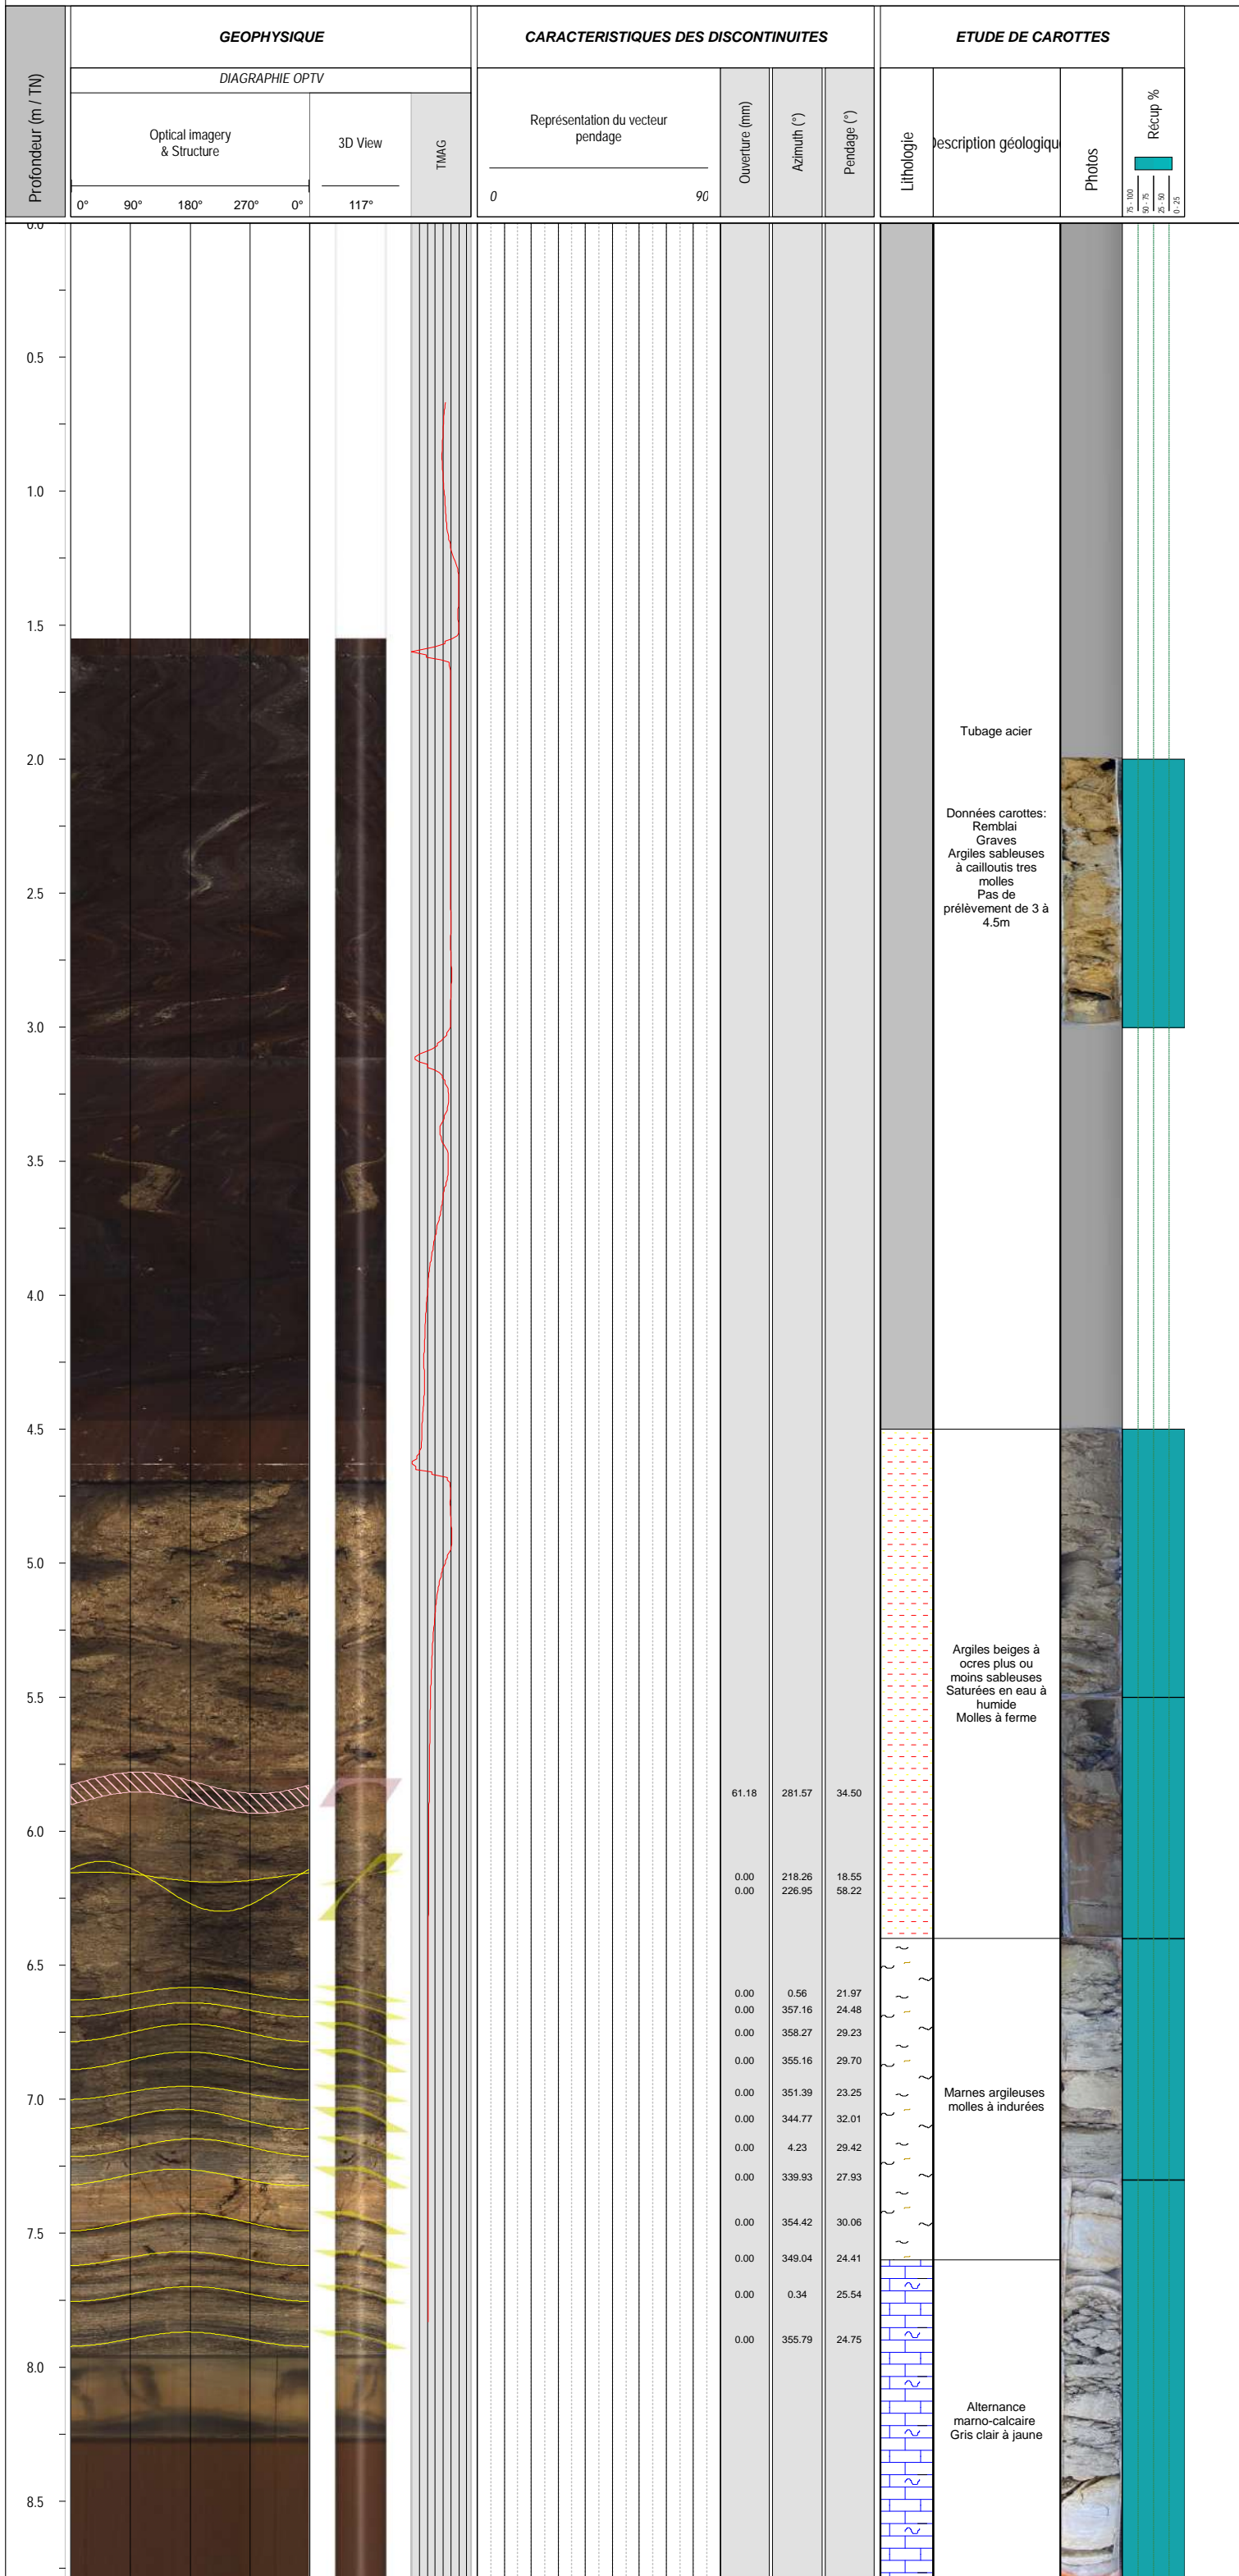 GEOPHYSIQUE
CARACTERISTIQUES DES DISCONTINUITES
ETUDE DE CAROTTES
Profondeur (m / TN)
DIAGRAPHIE OPTV
Optical imagery
& Structure
0° 90° 180° 270° 0°
3D View
117°
TMAG
Représentation du vecteur
pendage
0 90
Ouverture (mm)
Azimuth (°)
Pendage (°)
Lithologie
Description géologiqu
Photos
Récup %
75 - 100
50 - 75
25 - 50
0 - 25
0.0
0.5
1.0
1.5
Tubage acier
2.0
Données carottes:
Remblai
Graves
Argiles sableuses
à cailloutis tres
molles
Pas de
prélèvement de 3 à
4.5m
2.5
3.0
3.5
4.0
4.5
5.0
Argiles beiges à
ocres plus ou
moins sableuses
Saturées en eau à
humide
Molles à ferme
5.5
61.18 281.57 34.50
6.0
0.00 218.26 18.55
0.00 226.95 58.22
6.5
0.00 0.56 21.97
0.00 357.16 24.48
0.00 358.27 29.23
0.00 355.16 29.70
0.00 351.39 23.25
7.0
Marnes argileuses
molles à indurées
0.00 344.77 32.01
0.00 4.23 29.42
0.00 339.93 27.93
0.00 354.42 30.06
7.5
0.00 349.04 24.41
0.00 0.34 25.54
0.00 355.79 24.75
8.0
Alternance
marno-calcaire
Gris clair à jaune
8.5